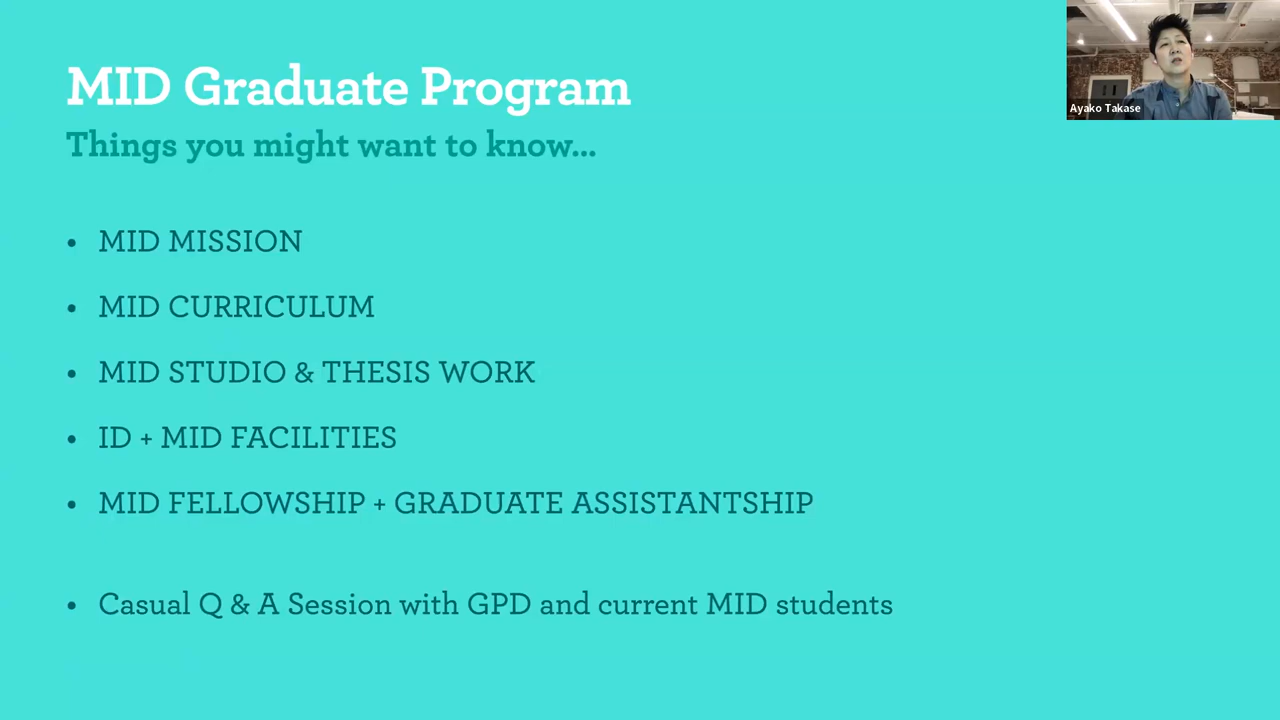 MID Graduate Program
Things you might want to know...
• MID MISSION
• MID CURRICULUM
• MID STUDIO & THESIS WORK
• ID + MID FACILITIES
• MID FELLOWSHIP + GRADUATE ASSISTANTSHIP
• Casual Q & A Session with GPD and current MID students
Ayako Takase